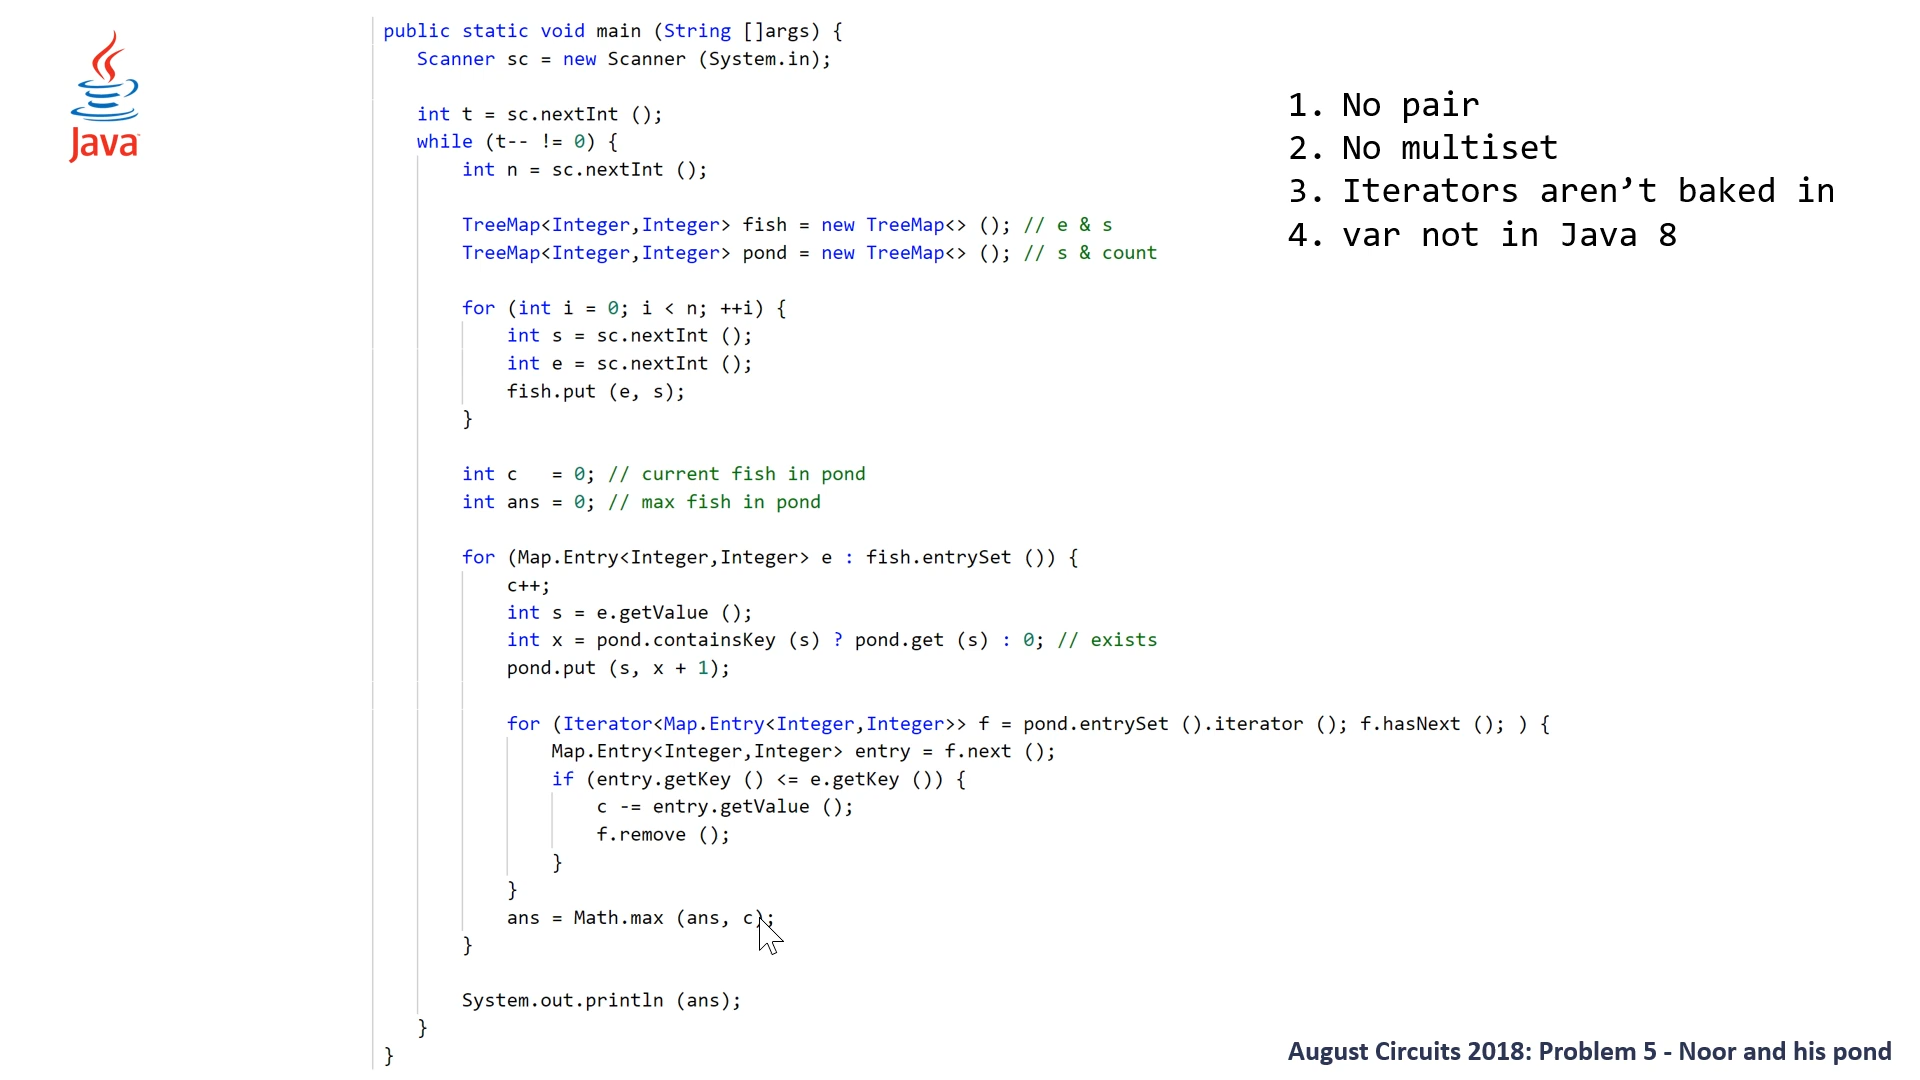 Java
public static void main (String []args) {
Scanner sc = new Scanner (System.in);
int t = sc.nextInt ();
while (t-- != 0) {
int n = sc.nextInt ();
TreeMap<Integer,Integer> fish = new TreeMap<> (); // e & s
TreeMap<Integer,Integer> pond = new TreeMap<> (); // s & count
for (int i = 0; i < n; ++i) {
int s = sc.nextInt ();
int e = sc.nextInt ();
fish.put (e, s);
}
int c   = 0; // current fish in pond
int ans = 0; // max fish in pond
for (Map.Entry<Integer,Integer> e : fish.entrySet ()) {
c++;
int s = e.getValue ();
int x = pond.containsKey (s) ? pond.get (s) : 0; // exists
pond.put (s, x + 1);
for (Iterator<Map.Entry<Integer,Integer>> f = pond.entrySet ().iterator (); f.hasNext (); ) {
Map.Entry<Integer,Integer> entry = f.next ();
if (entry.getKey () <= e.getKey ()) {
c -= entry.getValue ();
f.remove ();
}
}
ans = Math.max (ans, c);
}
System.out.println (ans);
}
}
1. No pair
2. No multiset
3. Iterators aren’t baked in
4. var not in Java 8
August Circuits 2018: Problem 5 - Noor and his pond